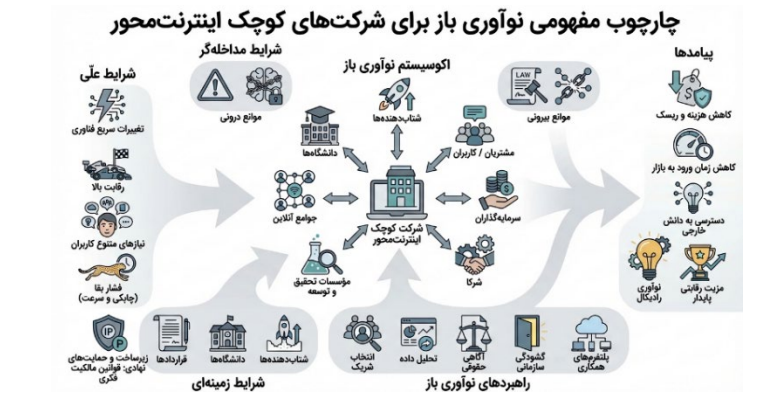 چارچوب مفهومی نوآوری باز برای شرکت‌های کوچک اینترنت‌محور
شرایط علّی
تغییرات سریع فناوری
رقابت بالا
نیازهای متنوع کاربران
فشار بقا
(چابکی و سرعت)
شرایط مداخله‌گر
موانع درونی
LAW
موانع بیرونی
اکوسیستم نوآوری باز
شتاب‌دهنده‌ها
دانشگاه‌ها
مشتریان / کاربران
جوامع آنلاین
سرمایه‌گذاران
شرکت کوچک
اینترنت‌محور
مؤسسات تحقیق
و توسعه
شرکا
پیامدها
کاهش هزینه و ریسک
کاهش زمان ورود به بازار
دسترسی به دانش
خارجی
نوآوری
رادیکال
مزیت رقابتی
پایدار
IP
P
زیرساخت و حمایت‌های
نهادی: قوانین مالکیت
فکری
قراردادها
دانشگاه‌ها
شتاب‌دهنده‌ها
شرایط زمینه‌ای
انتخاب
شریک
تحلیل داده
آگاهی
حقوقی
گشودگی
سازمانی
پلتفرم‌های
همکاری
راهبردهای نوآوری باز